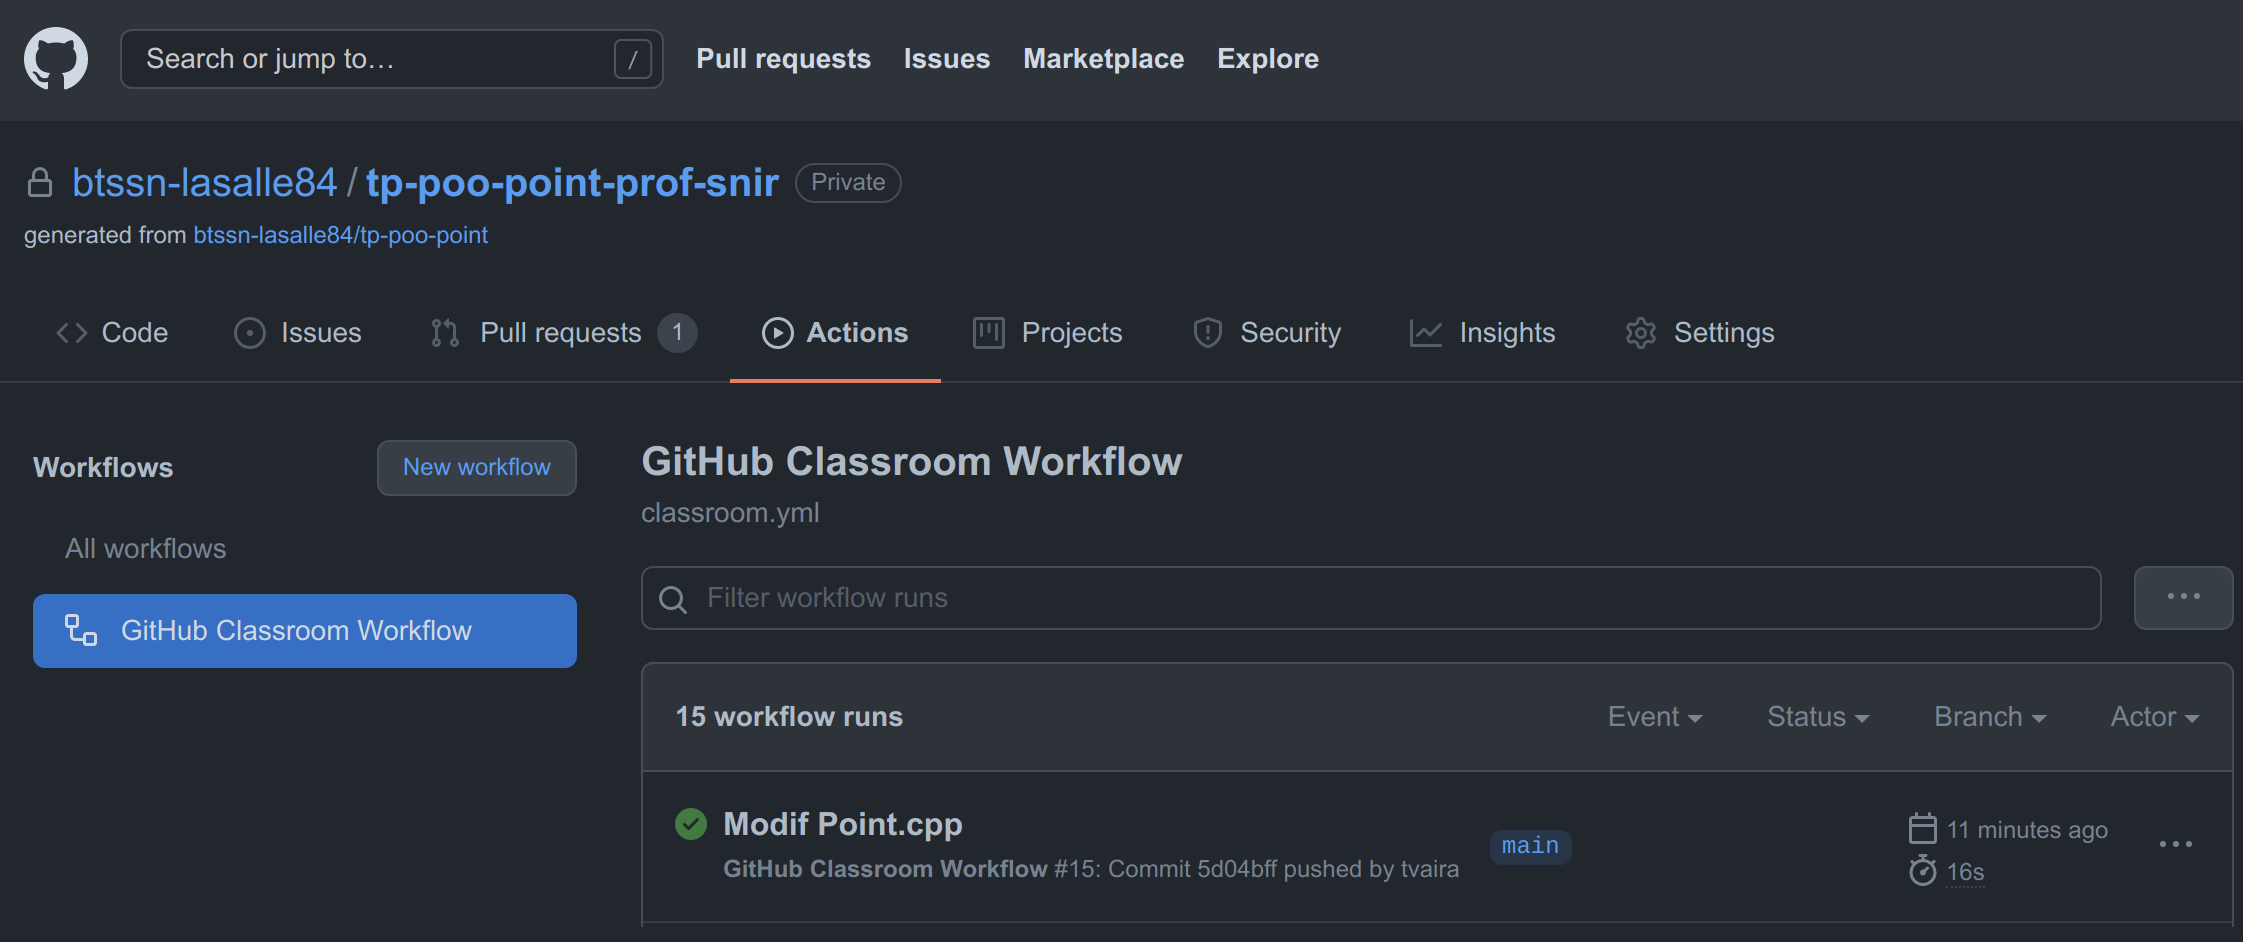 Search or jump to… /
Pull requests Issues Marketplace Explore
btssn-lasalle84 / tp-poo-point-prof-snir Private
generated from btssn-lasalle84/tp-poo-point
Code Issues Pull requests 1 Actions Projects Security Insights Settings
Workflows
New workflow
All workflows
GitHub Classroom Workflow
GitHub Classroom Workflow
classroom.yml
Filter workflow runs
15 workflow runs Event Status Branch Actor
Modif Point.cpp
GitHub Classroom Workflow #15: Commit 5d04bff pushed by tvaira
main
11 minutes ago
16s